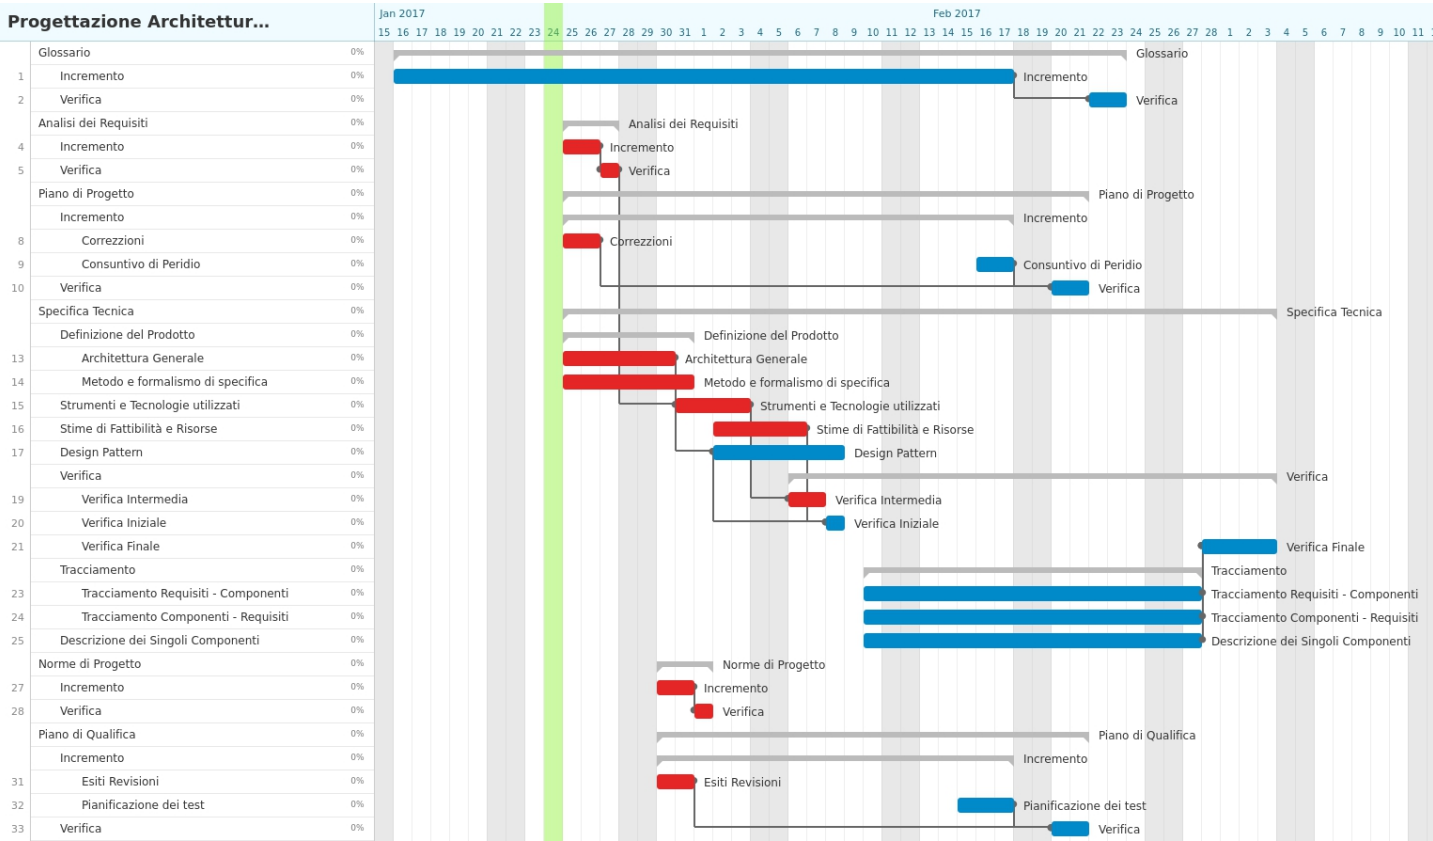 Progettazione Architettur...
Jan 2017 Feb 2017
15 16 17 18 19 20 21 22 23 24 25 26 27 28 29 30 31 1 2 3 4 5 6 7 8 9 10 11 12 13 14 15 16 17 18 19 20 21 22 23 24 25 26 27 28 1 2 3 4 5 6 7 8 9 10 11
Glossario 0% Glossario
1 Incremento 0% Incremento
2 Verifica 0% Verifica
Analisi dei Requisiti 0% Analisi dei Requisiti
4 Incremento 0% Incremento
5 Verifica 0% Verifica
Piano di Progetto 0% Piano di Progetto
Incremento 0% Incremento
8 Correzzioni 0% Correzzioni
9 Consuntivo di Peridio 0% Consuntivo di Peridio
10 Verifica 0% Verifica
Specifica Tecnica 0% Specifica Tecnica
Definizione del Prodotto 0% Definizione del Prodotto
13 Architettura Generale 0% Architettura Generale
14 Metodo e formalismo di specifica 0% Metodo e formalismo di specifica
15 Strumenti e Tecnologie utilizzati 0% Strumenti e Tecnologie utilizzati
16 Stime di Fattibilità e Risorse 0% Stime di Fattibilità e Risorse
17 Design Pattern 0% Design Pattern
Verifica 0% Verifica
19 Verifica Intermedia 0% Verifica Intermedia
20 Verifica Iniziale 0% Verifica Iniziale
21 Verifica Finale 0% Verifica Finale
Tracciamento 0% Tracciamento
23 Tracciamento Requisiti - Componenti 0% Tracciamento Requisiti - Componenti
24 Tracciamento Componenti - Requisiti 0% Tracciamento Componenti - Requisiti
25 Descrizione dei Singoli Componenti 0% Descrizione dei Singoli Componenti
Norme di Progetto 0% Norme di Progetto
27 Incremento 0% Incremento
28 Verifica 0% Verifica
Piano di Qualifica 0% Piano di Qualifica
Incremento 0% Incremento
31 Esiti Revisioni 0% Esiti Revisioni
32 Pianificazione dei test 0% Pianificazione dei test
33 Verifica 0% Verifica